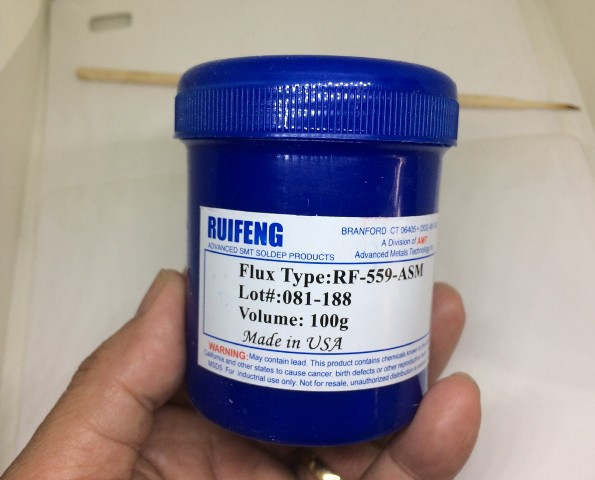 RUIFENG
ADVANCED SMT SOLDEP PRODUCTS
BRANFORD CT 06405
A Division of AMT
Advanced Metals Technology
Flux Type:RF-559-ASM
Lot#:081-188
Volume: 100g
Made in USA
WARNING: May contain lead. This product contains chemicals known
California and other states to cause cancer. birth defects or other reproductive
MSDS For industrial use only. Not for resale, unauthorized distribution